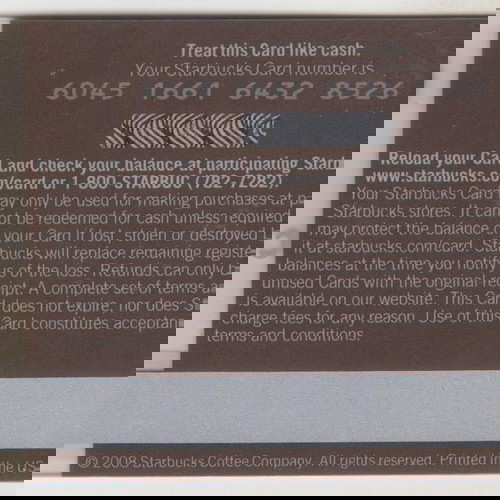 Treat this Card like cash.
Your Starbucks Card number is
6045 1661 6432 8526
Reload your Card and check your balance at participating Starb
www.starbucks.com/card or 1-800 STARBUC (782-7282).
Your Starbucks Card may only be used for making purchases at p
Starbucks stores. It cannot be redeemed for cash unless required
may protect the balance on your Card if lost, stolen or destroyed
it at starbucks.com/card. Starbucks will replace remaining registe
balances at the time you notify us of the loss. Refunds can only b
unused Cards with the original receipt. A complete set of terms an
is available on our website. This Card does not expire, nor does S
charge fees for any reason. Use of this Card constitutes acceptan
terms and conditions.
© 2008 Starbucks Coffee Company. All rights reserved. Printed in the US